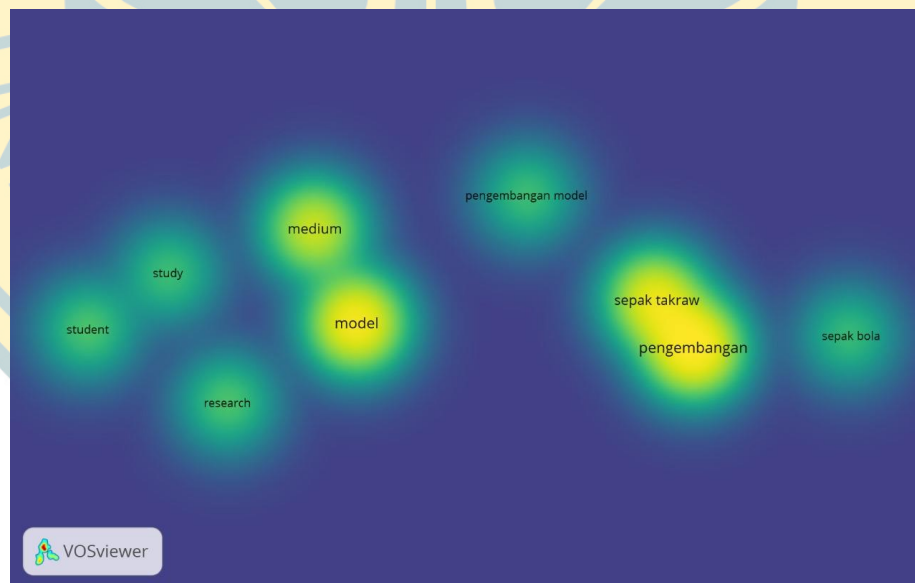 pengembangan model
medium
study
sepak takraw
model
student
sepak bola
pengembangan
research
VOSviewer